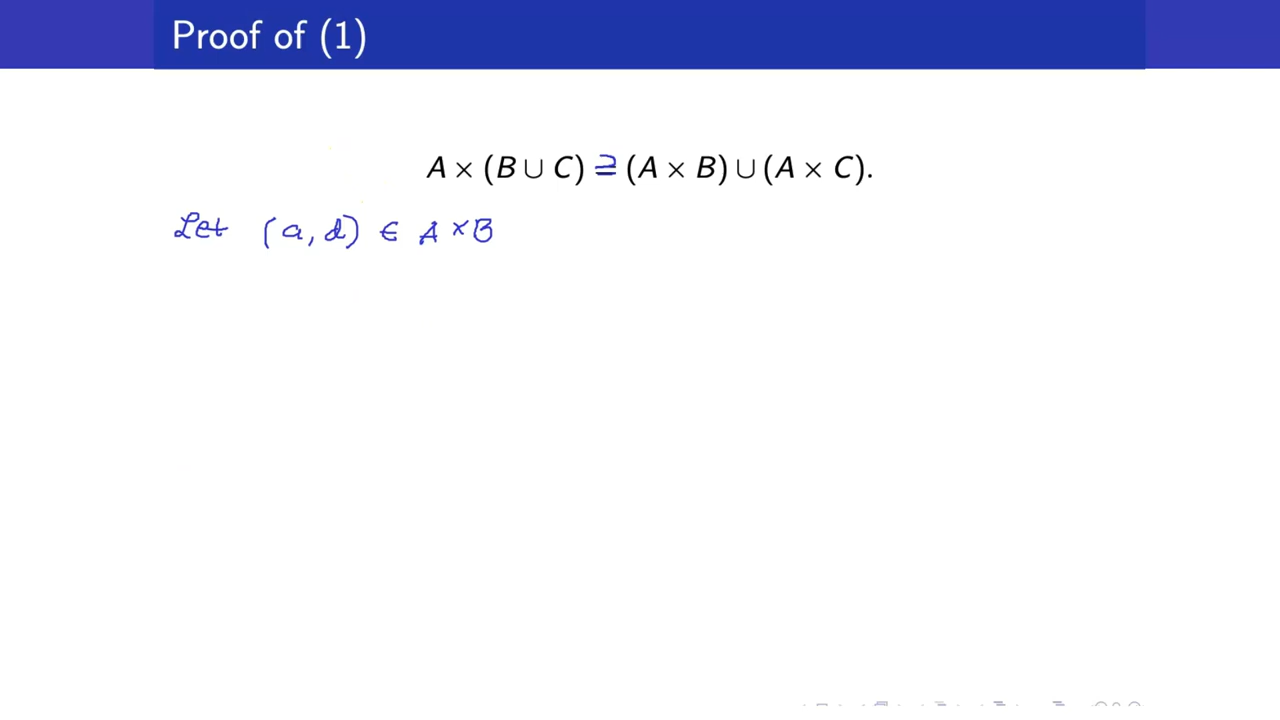 Proof of (1)
A × (B ∪ C) ⊇ (A × B) ∪ (A × C).
Let (a, d) ∈ A × B